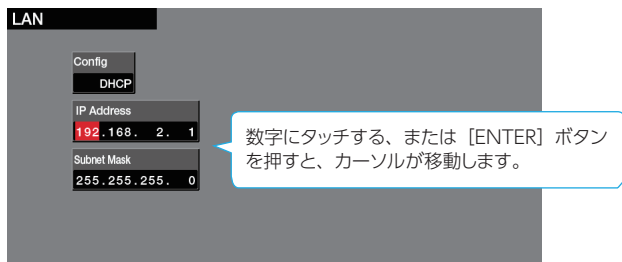 LAN
Config
DHCP
IP Address
192.168. 2. 1
Subnet Mask
255.255.255. 0
数字にタッチする、または［ENTER］ボタン
を押すと、カーソルが移動します。